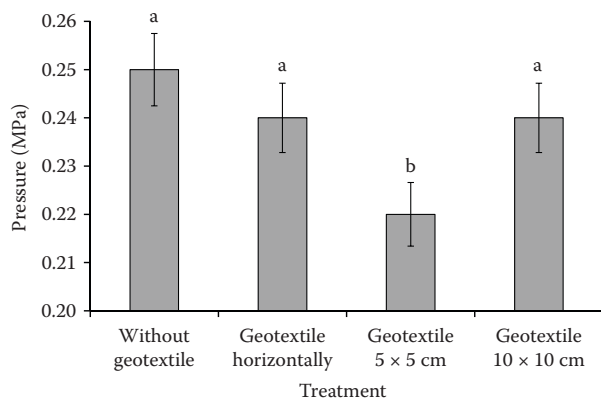 0.26
0.25
0.24
0.23
0.22
0.21
0.20
Pressure (MPa)
a
a
b
a
Without
geotextile
Geotextile
horizontally
Geotextile
5 × 5 cm
Geotextile
10 × 10 cm
Treatment